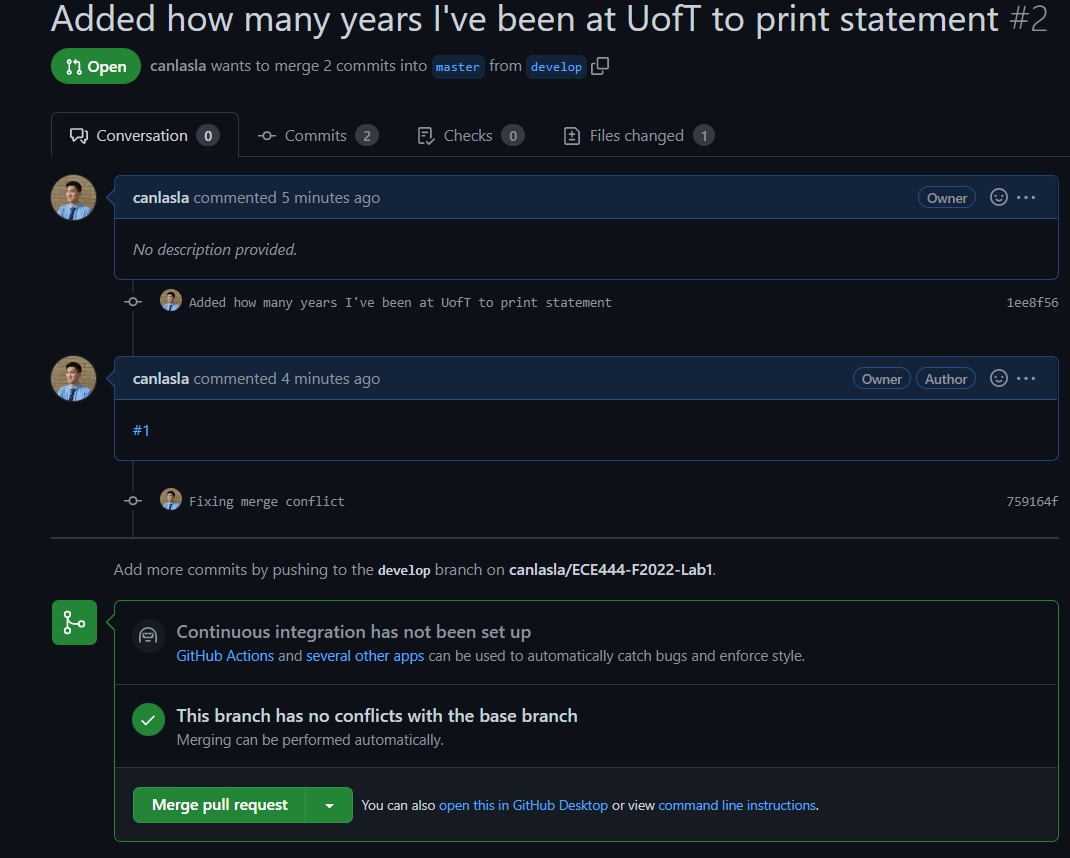 Added how many years I've been at UofT to print statement #2
Open canlasla wants to merge 2 commits into master from develop
Conversation 0 Commits 2 Checks 0 Files changed 1
canlasla commented 5 minutes ago Owner
No description provided.
Added how many years I've been at UofT to print statement 1ee8f56
canlasla commented 4 minutes ago Owner Author
#1
Fixing merge conflict 759164f
Add more commits by pushing to the develop branch on canlasla/ECE444-F2022-Lab1.
Continuous integration has not been set up
GitHub Actions and several other apps can be used to automatically catch bugs and enforce style.
This branch has no conflicts with the base branch
Merging can be performed automatically.
Merge pull request You can also open this in GitHub Desktop or view command line instructions.